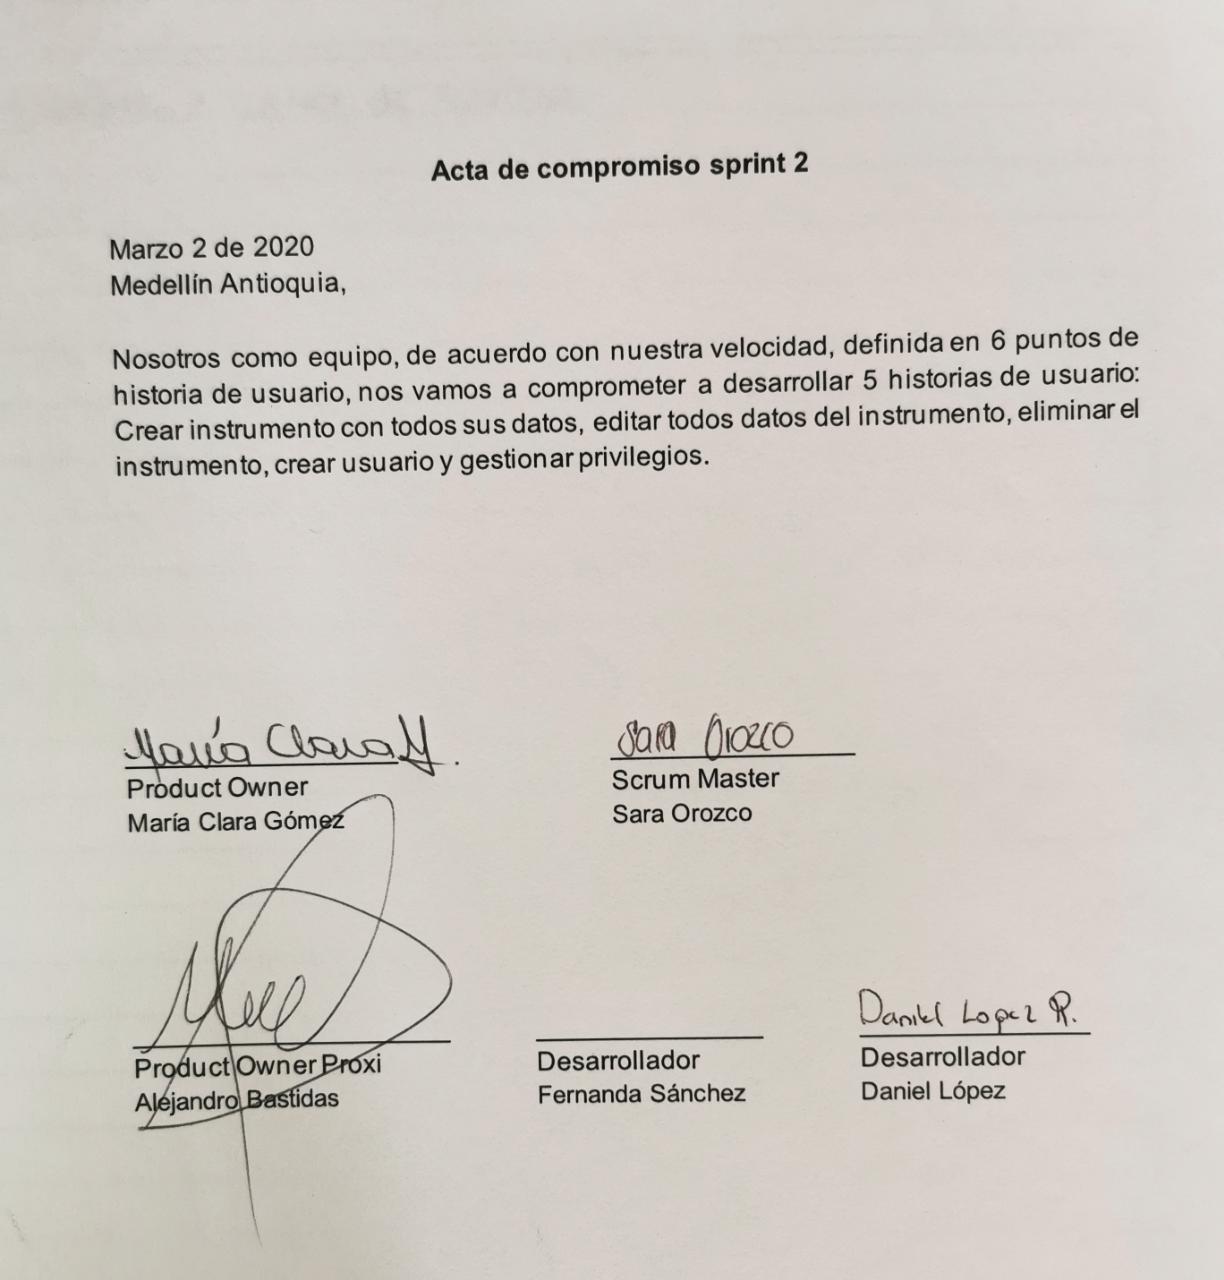 Acta de compromiso sprint 2
Marzo 2 de 2020
Medellín Antioquia,
Nosotros como equipo, de acuerdo con nuestra velocidad, definida en 6 puntos de
historia de usuario, nos vamos a comprometer a desarrollar 5 historias de usuario:
Crear instrumento con todos sus datos, editar todos datos del instrumento, eliminar el
instrumento, crear usuario y gestionar privilegios.
María Clara
Sara Orozco
Product Owner
Scrum Master
María Clara Gómez
Sara Orozco
Daniel Lopez R.
Product Owner Proxi
Desarrollador
Desarrollador
Alejandro Bastidas
Fernanda Sánchez
Daniel López